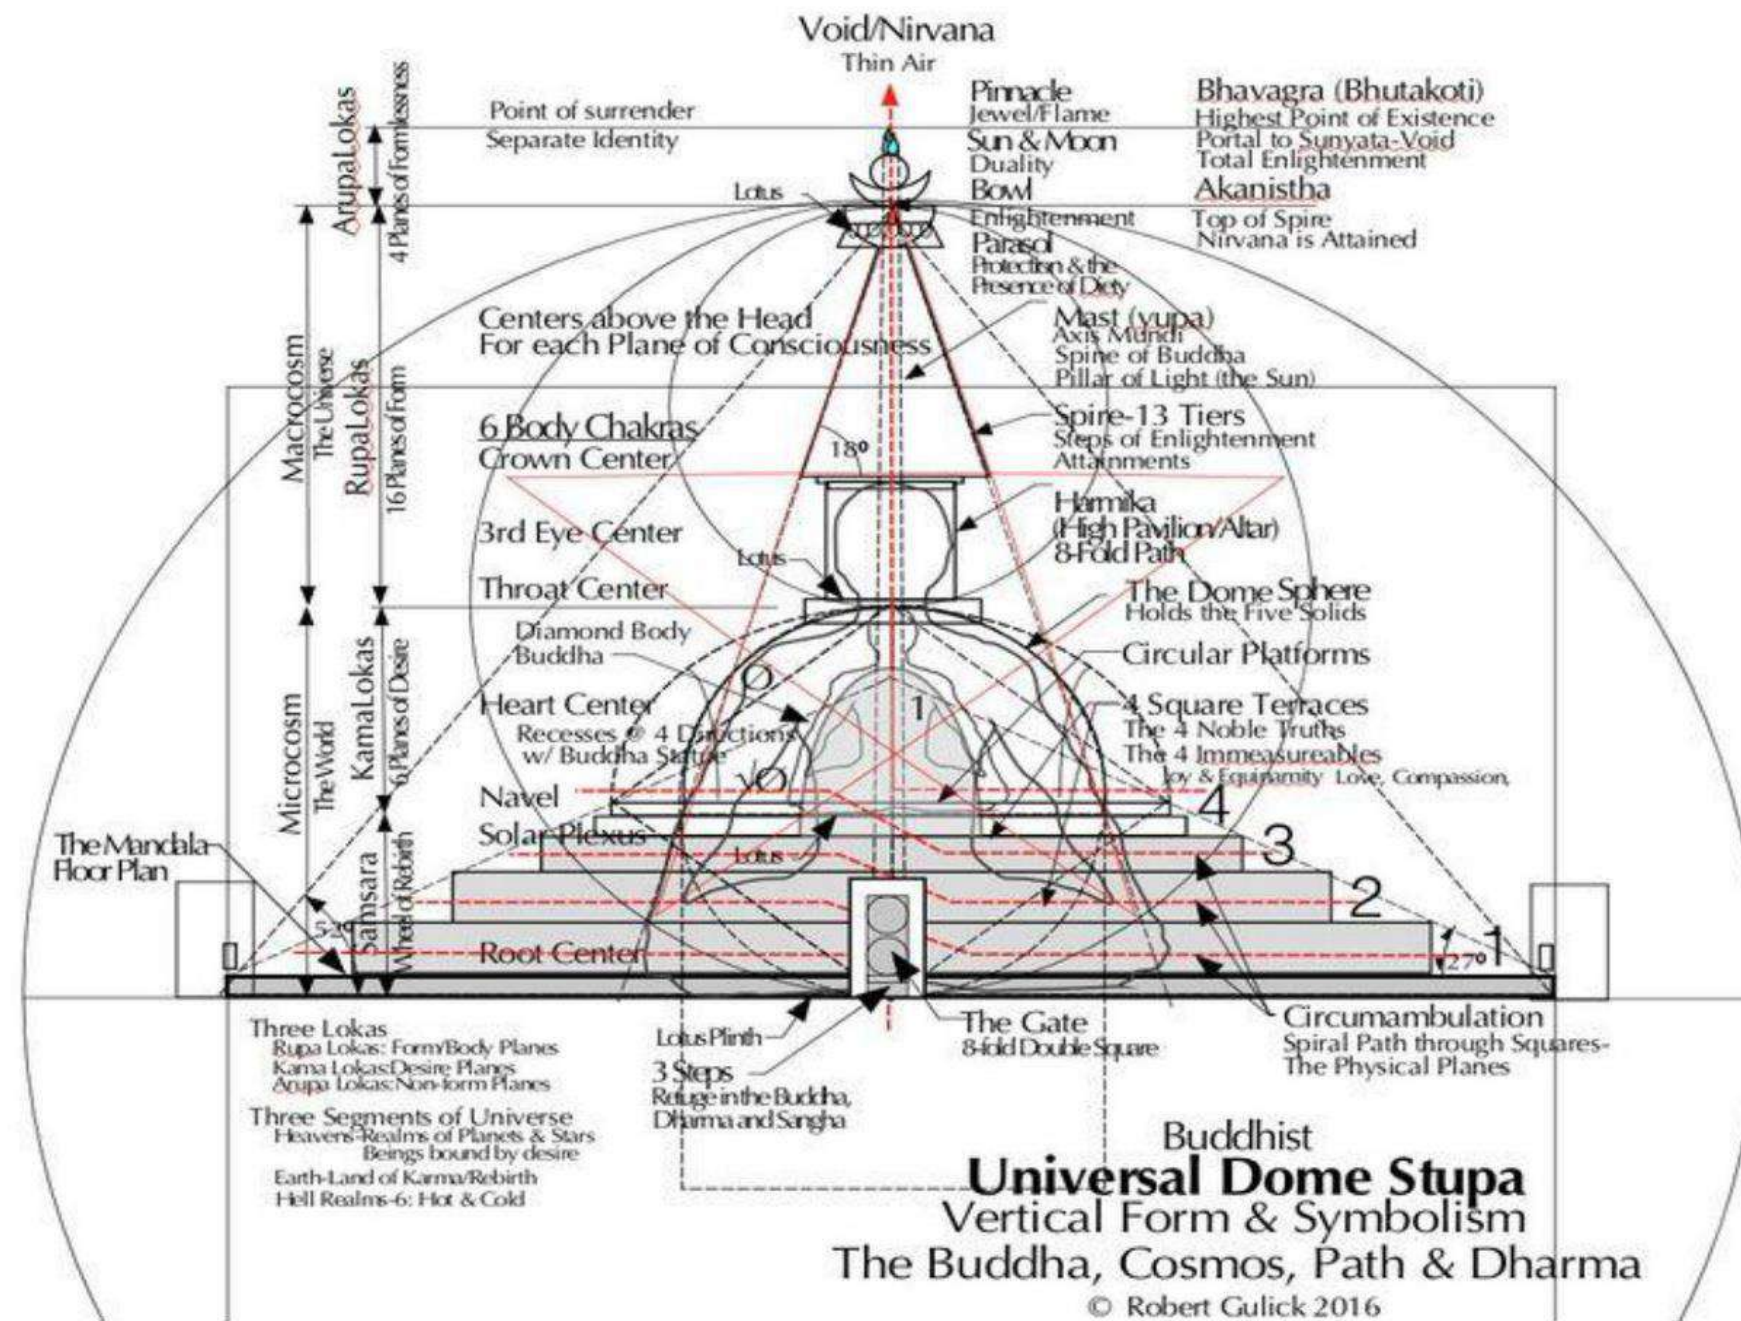 Void/Nirvana
Thin Air
Point of surrender
Separate Identity
ArupaLokas
4 Planes of Formlessness
Pinnacle
Jewel/Flame
Sun & Moon
Duality
Bowl
Enlightenment
Parasol
Protection & the
Presence of Diety
Bhavagra (Bhutakoti)
Highest Point of Existence
Portal to Sunyata-Void
Total Enlightenment
Akanistha
Top of Spire
Nirvana is Attained
Lotus
Centers above the Head
For each Plane of Consciousness
Mast (yupa)
Axis Mundi
Spine of Buddha
Pillar of Light (the Sun)
Macrocosm
The Universe
RupaLokas
16 Planes of Form
6 Body Chakras
Crown Center
18º
Spire-13 Tiers
Steps of Enlightenment
Attainments
3rd Eye Center
Lotus
Harmika
(High Pavilion/Altar)
8-Fold Path
Throat Center
The Dome Sphere
Holds the Five Solids
Diamond Body
Buddha
Circular Platforms
Microcosm
The World
KamaLokas
6 Planes of Desire
Ø
Heart Center
Recesses @ 4 Directions
w/ Buddha Statue
1
4 Square Terraces
The 4 Noble Truths
The 4 Immeasureables
Joy & Equinamity Love, Compassion,
√Ø
Navel
4
Solar Plexus
3
Lotus
The Mandala
Floor Plan
2
Samsara
Wheel of Rebirth
52º
Root Center
27º
1
Three Lokas
Rupa Lokas: Form/Body Planes
Kama Lokas:Desire Planes
Arupa Lokas:Non-form Planes
Three Segments of Universe
Heavens-Realms of Planets & Stars
Beings bound by desire
Earth-Land of Karma/Rebirth
Hell Realms-6: Hot & Cold
Lotus Plinth
3 Steps
Refuge in the Buddha,
Dharma and Sangha
The Gate
8-fold Double Square
Circumambulation
Spiral Path through Squares-
The Physical Planes
Buddhist
Universal Dome Stupa
Vertical Form & Symbolism
The Buddha, Cosmos, Path & Dharma
© Robert Gulick 2016